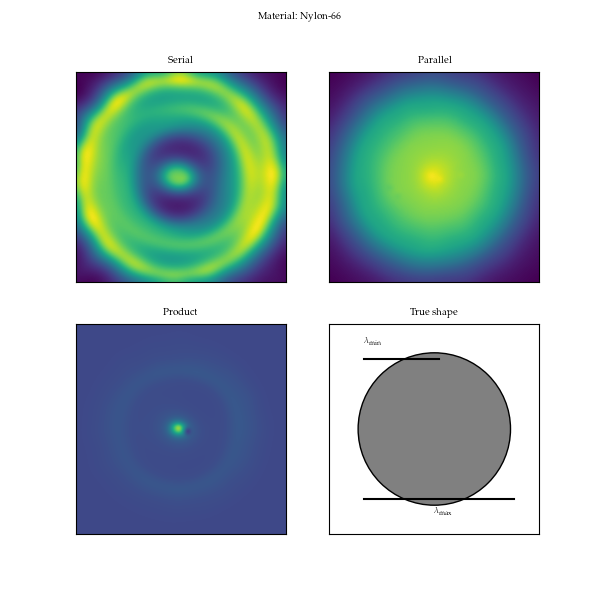 Material: Nylon-66
Serial
Parallel
Product
True shape
λmin
λmax